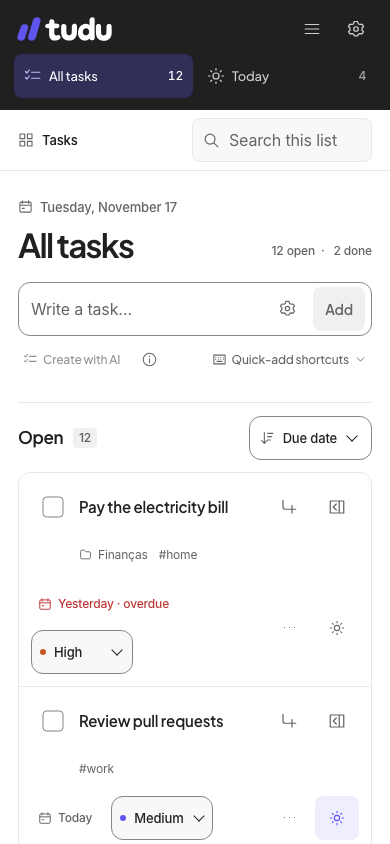 tudu
All tasks 12 Today 4
Tasks Search this list
Tuesday, November 17
All tasks 12 open · 2 done
Write a task... Add
Create with AI Quick-add shortcuts
Open 12 Due date
Pay the electricity bill
Finanças #home
Yesterday · overdue
High
Review pull requests
#work
Today Medium